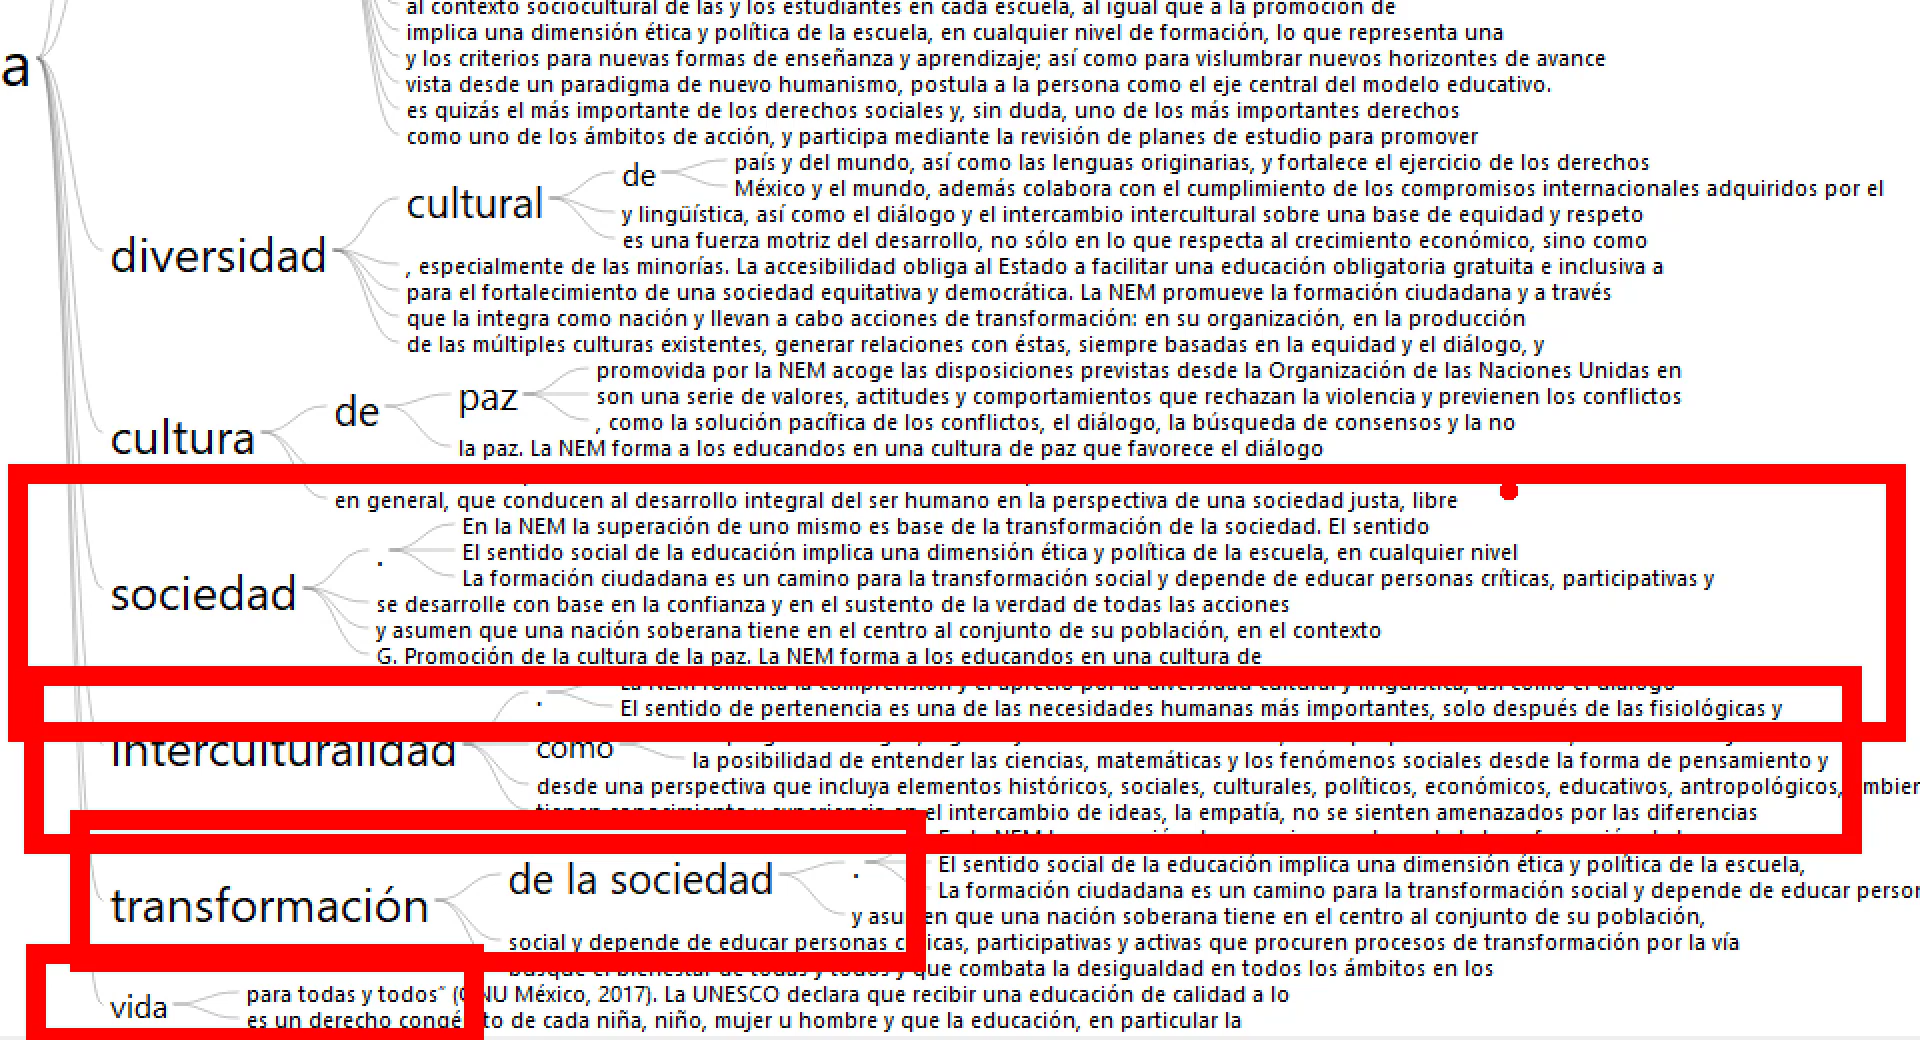 al contexto sociocultural de las y los estudiantes en cada escuela, al igual que a la promoción de
implica una dimensión ética y política de la escuela, en cualquier nivel de formación, lo que representa una
y los criterios para nuevas formas de enseñanza y aprendizaje; así como para vislumbrar nuevos horizontes de avance
a
vista desde un paradigma de nuevo humanismo, postula a la persona como el eje central del modelo educativo.
es quizás el más importante de los derechos sociales y, sin duda, uno de los más importantes derechos
como uno de los ámbitos de acción, y participa mediante la revisión de planes de estudio para promover
diversidad
cultural
de
país y del mundo, así como las lenguas originarias, y fortalece el ejercicio de los derechos
México y el mundo, además colabora con el cumplimiento de los compromisos internacionales adquiridos por el
y lingüística, así como el diálogo y el intercambio intercultural sobre una base de equidad y respeto
es una fuerza motriz del desarrollo, no sólo en lo que respecta al crecimiento económico, sino como
, especialmente de las minorías. La accesibilidad obliga al Estado a facilitar una educación obligatoria gratuita e inclusiva a
para el fortalecimiento de una sociedad equitativa y democrática. La NEM promueve la formación ciudadana y a través
que la integra como nación y llevan a cabo acciones de transformación: en su organización, en la producción
de las múltiples culturas existentes, generar relaciones con éstas, siempre basadas en la equidad y el diálogo, y
cultura
de
paz
promovida por la NEM acoge las disposiciones previstas desde la Organización de las Naciones Unidas en
son una serie de valores, actitudes y comportamientos que rechazan la violencia y previenen los conflictos
, como la solución pacífica de los conflictos, el diálogo, la búsqueda de consensos y la no
la paz. La NEM forma a los educandos en una cultura de paz que favorece el diálogo
en general, que conducen al desarrollo integral del ser humano en la perspectiva de una sociedad justa, libre
sociedad
.
En la NEM la superación de uno mismo es base de la transformación de la sociedad. El sentido
El sentido social de la educación implica una dimensión ética y política de la escuela, en cualquier nivel
La formación ciudadana es un camino para la transformación social y depende de educar personas críticas, participativas y
se desarrolle con base en la confianza y en el sustento de la verdad de todas las acciones
y asumen que una nación soberana tiene en el centro al conjunto de su población, en el contexto
G. Promoción de la cultura de la paz. La NEM forma a los educandos en una cultura de
interculturalidad
.
La NEM fomenta la comprensión y el aprecio por la diversidad cultural y lingüística, así como el diálogo
El sentido de pertenencia es una de las necesidades humanas más importantes, solo después de las fisiológicas y
como
la posibilidad de entender las ciencias, matemáticas y los fenómenos sociales desde la forma de pensamiento y
desde una perspectiva que incluya elementos históricos, sociales, culturales, políticos, económicos, educativos, antropológicos,
tienen conocimiento y experiencia en el intercambio de ideas, la empatía, no se sienten amenazados por las diferencias
transformación
de la sociedad
.
El sentido social de la educación implica una dimensión ética y política de la escuela,
La formación ciudadana es un camino para la transformación social y depende de educar person
y asumen que una nación soberana tiene en el centro al conjunto de su población,
social y depende de educar personas críticas, participativas y activas que procuren procesos de transformación por la vía
busque el bienestar de todas y todos y que combata la desigualdad en todos los ámbitos en los
vida
para todas y todos" (ONU México, 2017). La UNESCO declara que recibir una educación de calidad a lo
es un derecho congénito de cada niña, niño, mujer u hombre y que la educación, en particular la